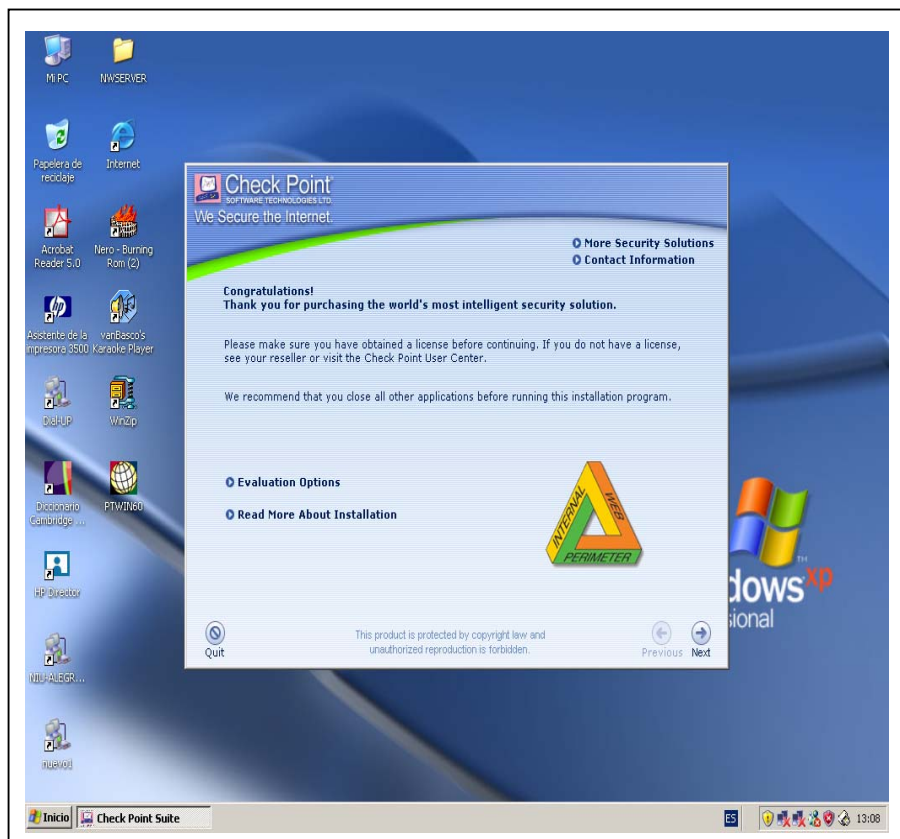 Mi PC
NWSERVER
Papelera de
reciclaje
Internet
Acrobat
Reader 5.0
Nero - Burning
Rom (2)
Asistente de la
impresora 3500
vanBasco's
Karaoke Player
Dial-UP
WinZip
Diccionario
Cambridge ...
PTWIN60
HP Director
NIU-ALEGR...
nuevo1
Check Point
SOFTWARE TECHNOLOGIES LTD.
We Secure the Internet.
More Security Solutions
Contact Information
Congratulations!
Thank you for purchasing the world's most intelligent security solution.
Please make sure you have obtained a license before continuing. If you do not have a license,
see your reseller or visit the Check Point User Center.
We recommend that you close all other applications before running this installation program.
Evaluation Options
Read More About Installation
INTERNAL
WEB
PERIMETER
Quit
This product is protected by copyright law and
unauthorized reproduction is forbidden.
Previous
Next
dows xp
sional
Inicio
Check Point Suite
ES
13:08